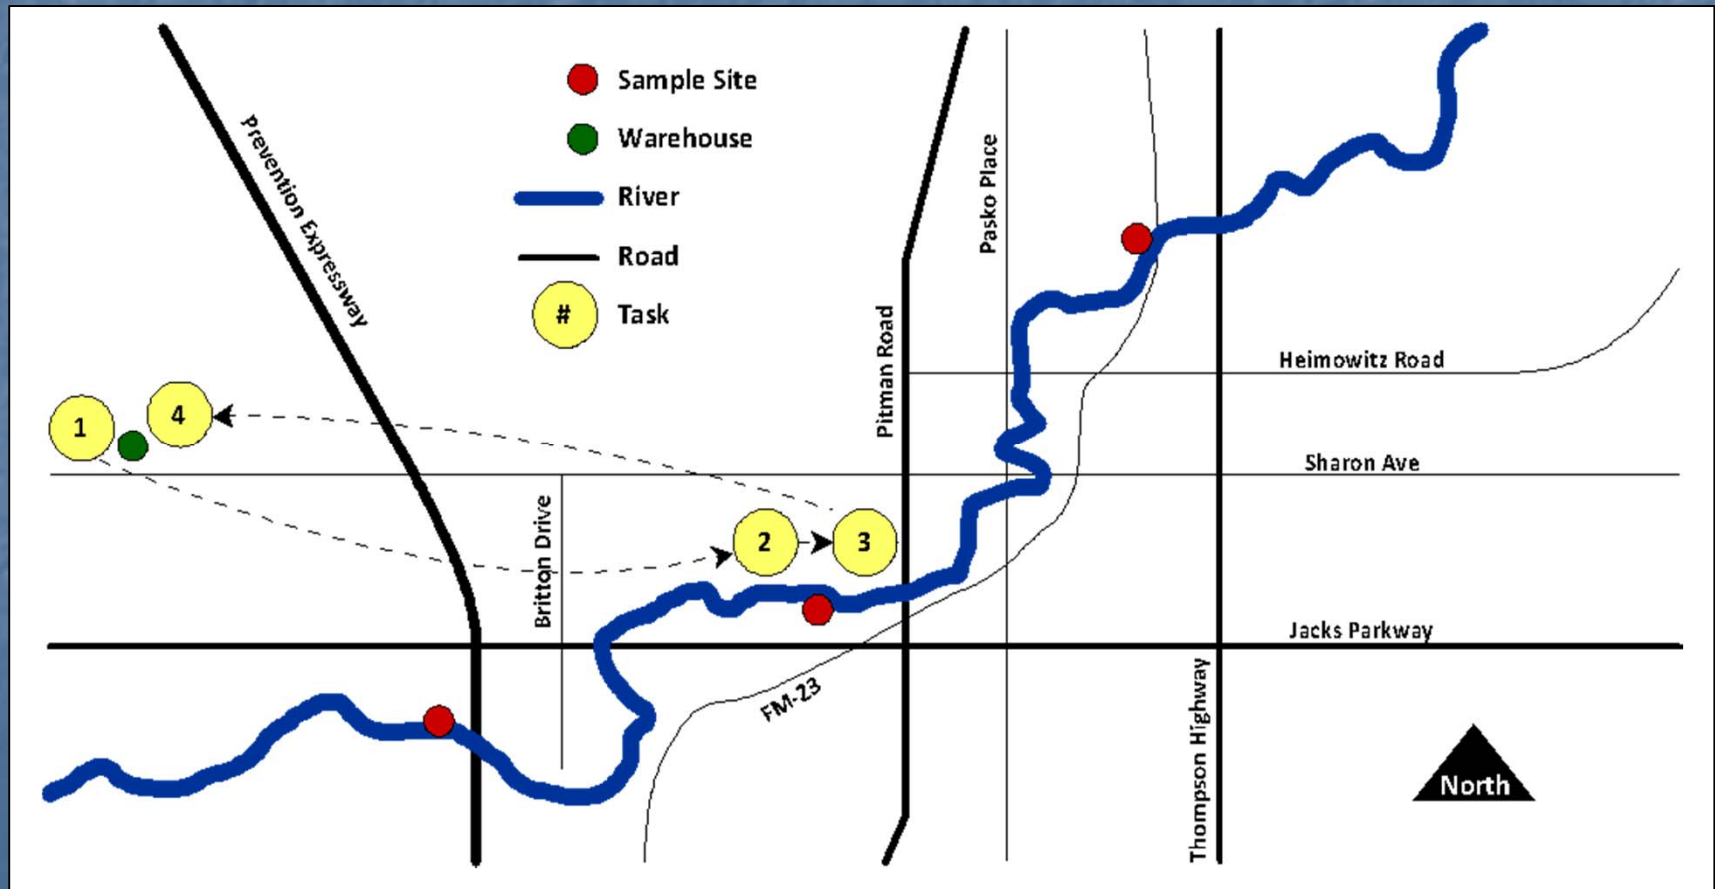 Sample Site
Warehouse
River
Road
#
Task
Prevention Expressway
Pasko Place
Pitman Road
Heimowitz Road
1
4
Sharon Ave
Britton Drive
2
3
Jacks Parkway
FM-23
Thompson Highway
North